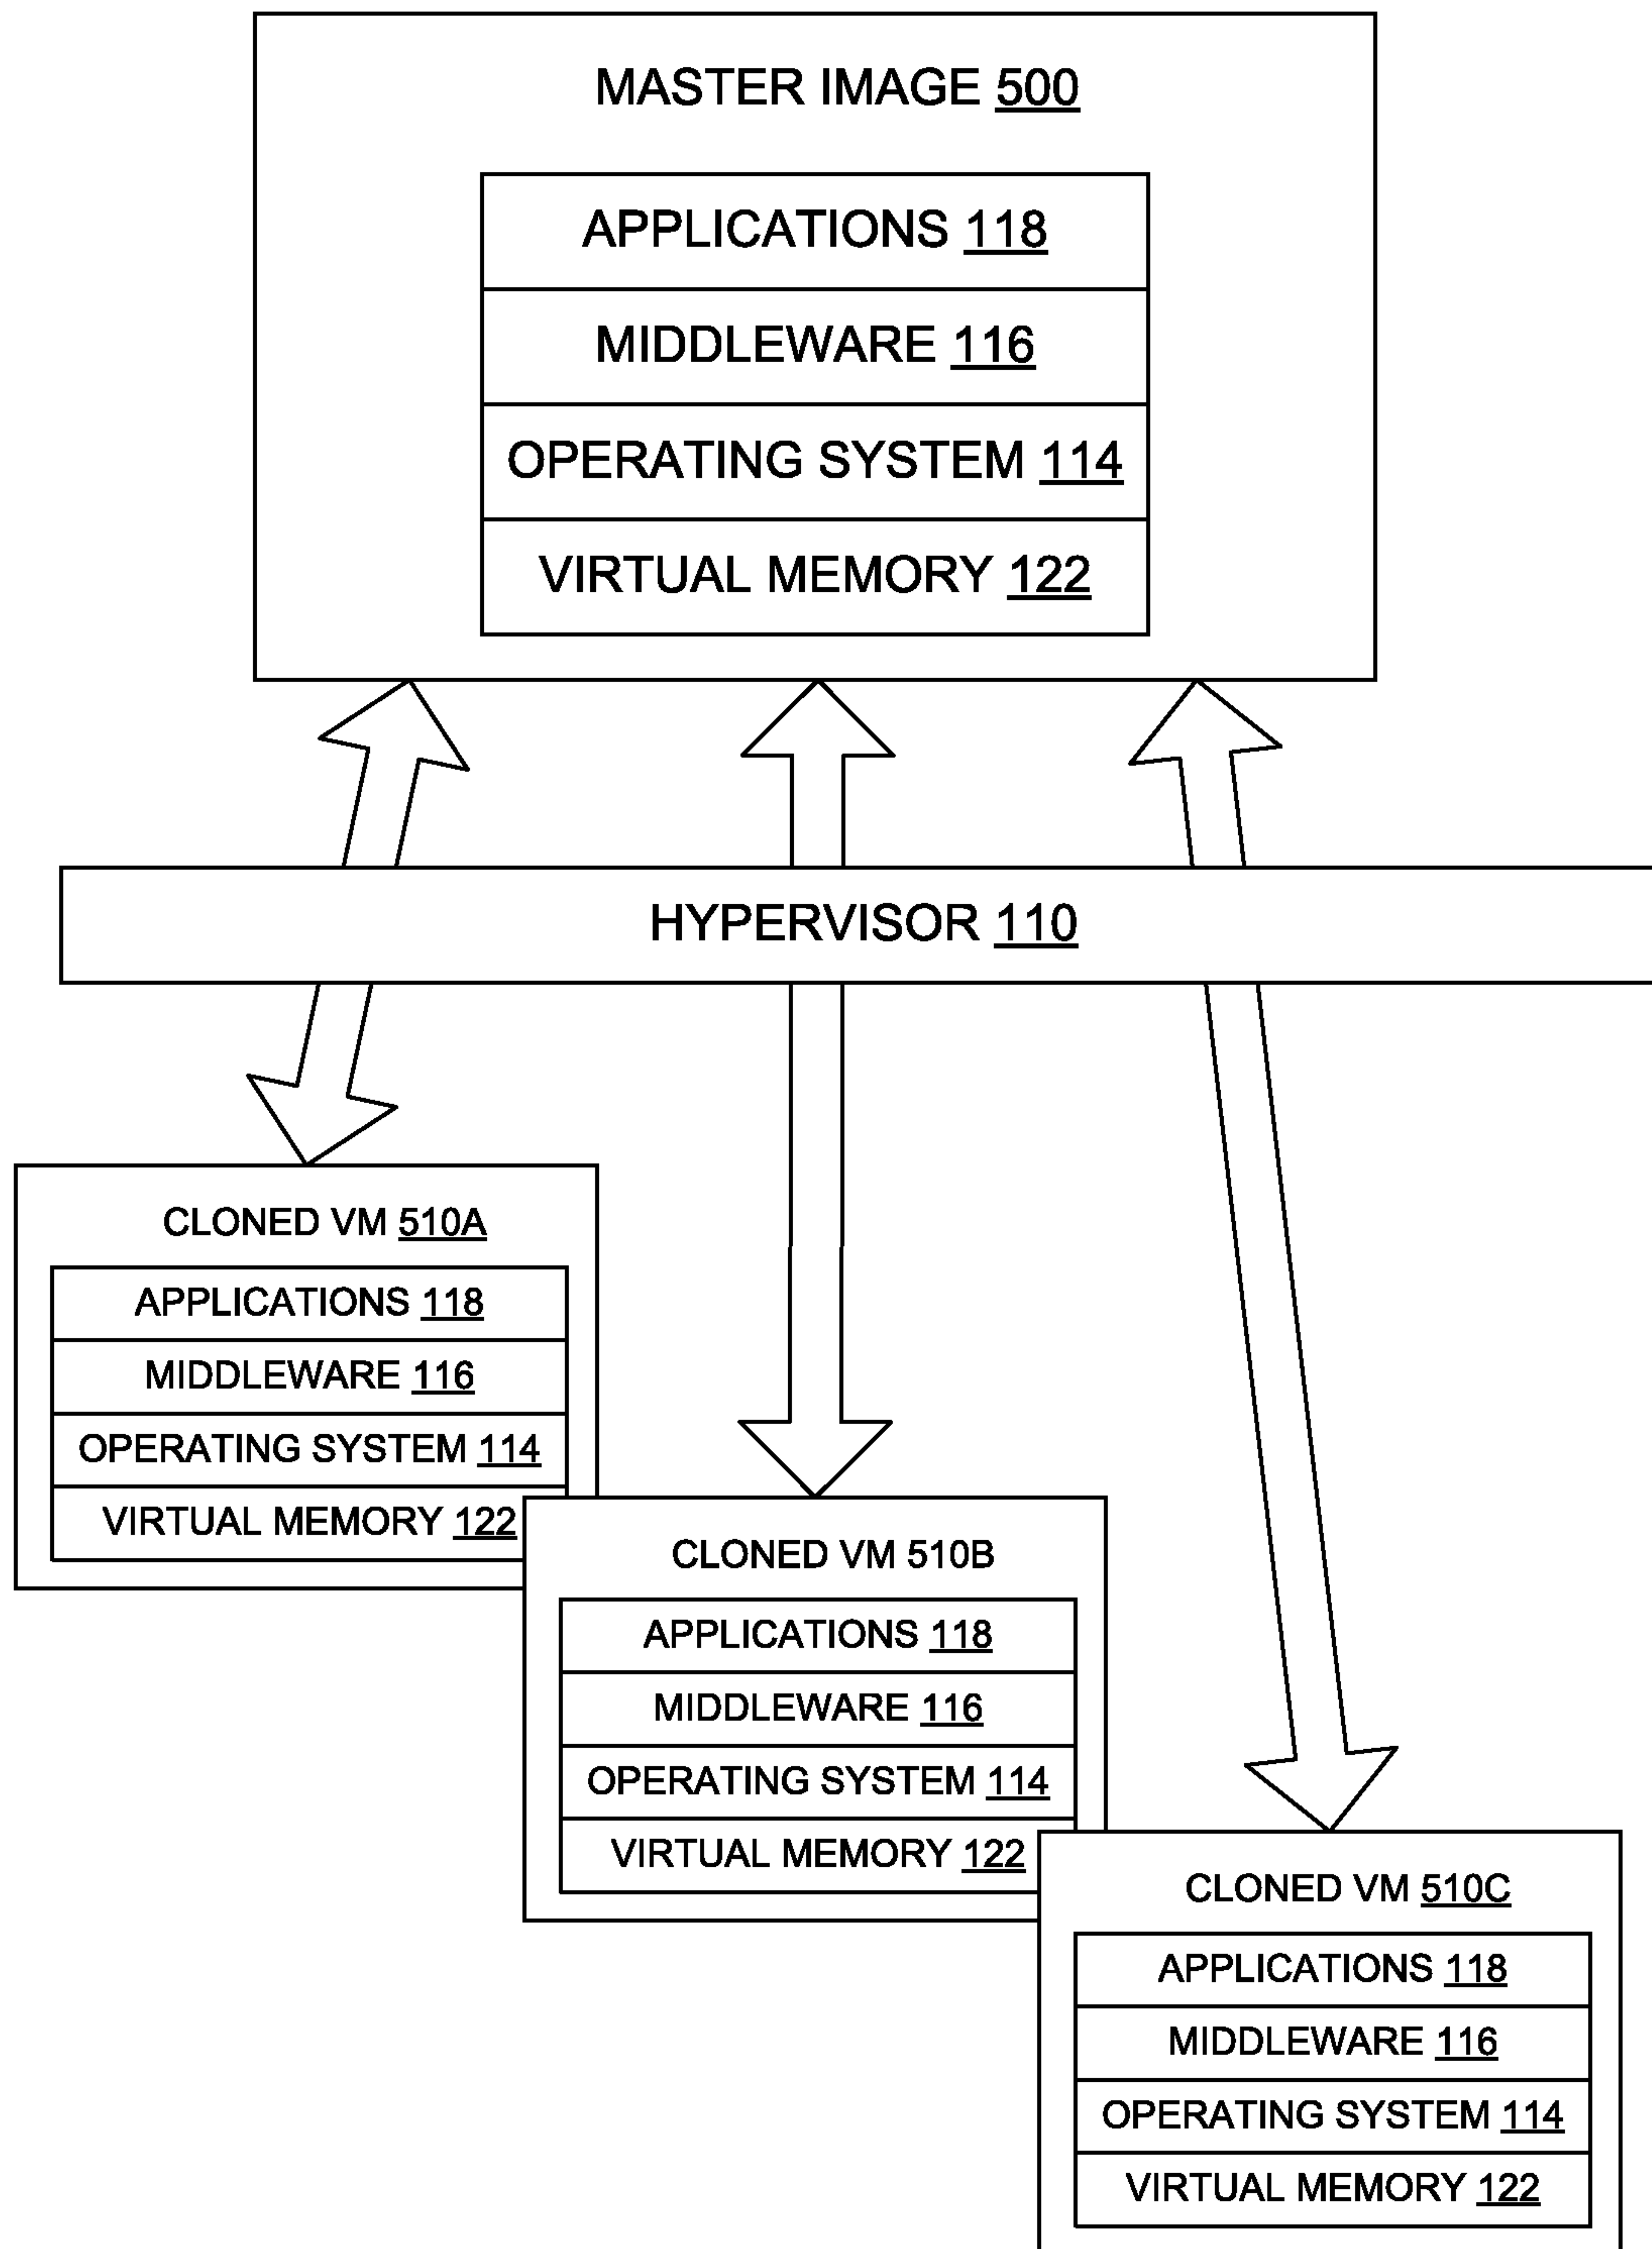 MASTER IMAGE 500
APPLICATIONS 118
MIDDLEWARE 116
OPERATING SYSTEM 114
VIRTUAL MEMORY 122
HYPERVISOR 110
CLONED VM 510A
APPLICATIONS 118
MIDDLEWARE 116
OPERATING SYSTEM 114
VIRTUAL MEMORY 122
CLONED VM 510B
APPLICATIONS 118
MIDDLEWARE 116
OPERATING SYSTEM 114
VIRTUAL MEMORY 122
CLONED VM 510C
APPLICATIONS 118
MIDDLEWARE 116
OPERATING SYSTEM 114
VIRTUAL MEMORY 122